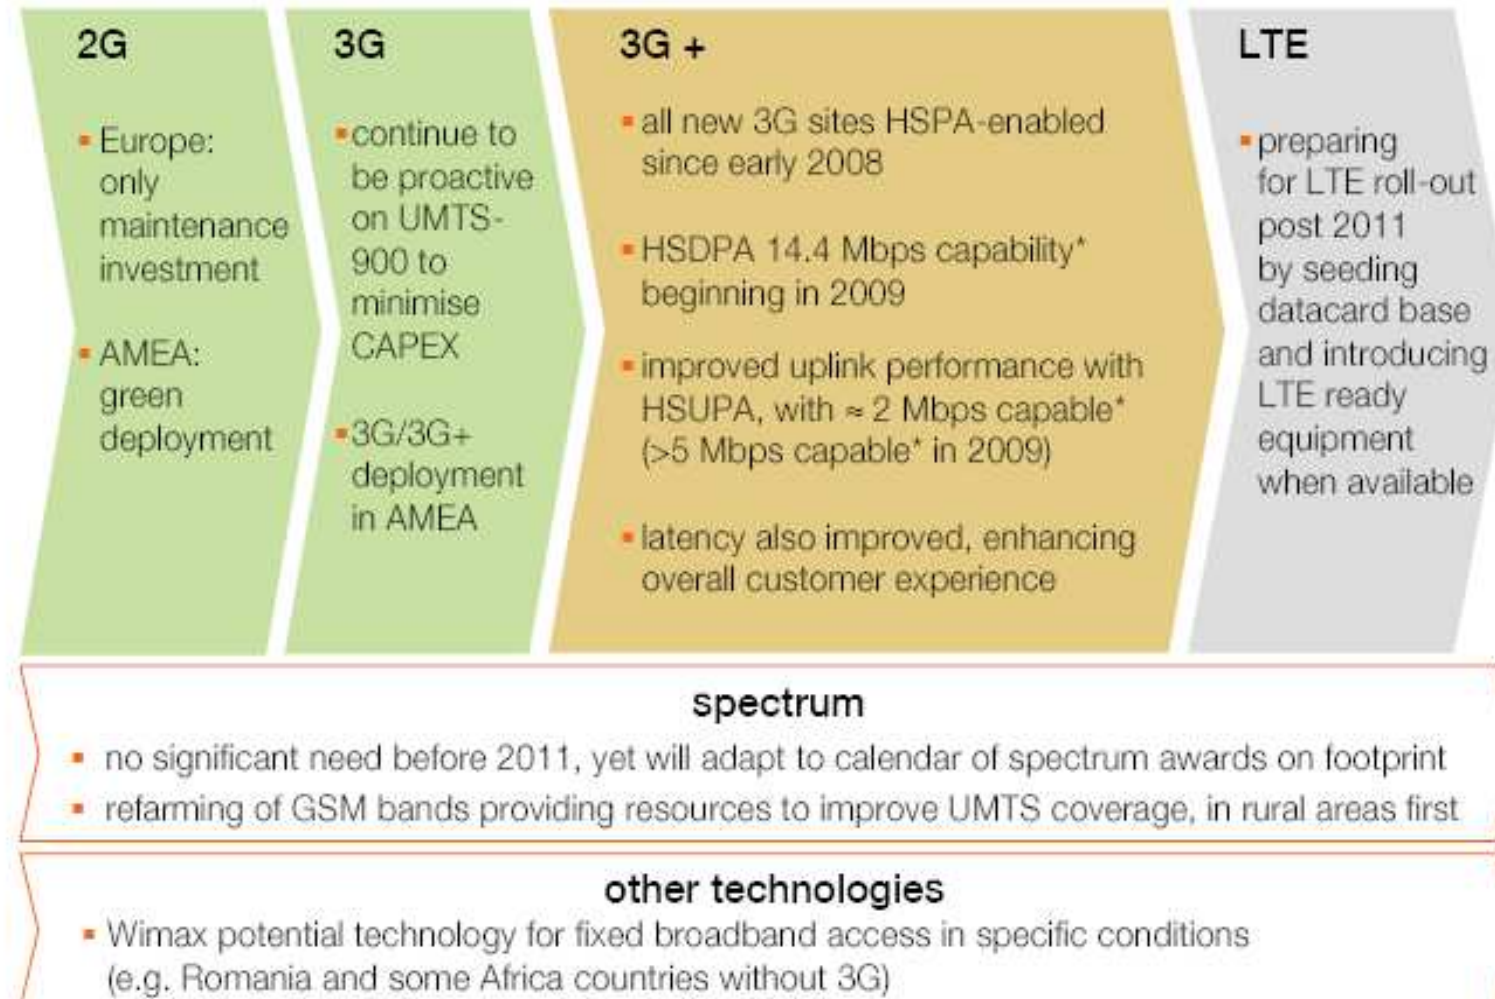 2G
▪ Europe:
only
maintenance
investment
▪ AMEA:
green
deployment
3G
▪ continue to
be proactive
on UMTS-
900 to
minimise
CAPEX
▪ 3G/3G+
deployment
in AMEA
3G +
▪ all new 3G sites HSPA-enabled
since early 2008
▪ HSDPA 14.4 Mbps capability*
beginning in 2009
▪ improved uplink performance with
HSUPA, with ≈ 2 Mbps capable*
(>5 Mbps capable* in 2009)
▪ latency also improved, enhancing
overall customer experience
LTE
▪ preparing
for LTE roll-out
post 2011
by seeding
datacard base
and introducing
LTE ready
equipment
when available
spectrum
▪ no significant need before 2011, yet will adapt to calendar of spectrum awards on footprint
▪ refarming of GSM bands providing resources to improve UMTS coverage, in rural areas first
other technologies
▪ Wimax potential technology for fixed broadband access in specific conditions
(e.g. Romania and some Africa countries without 3G)